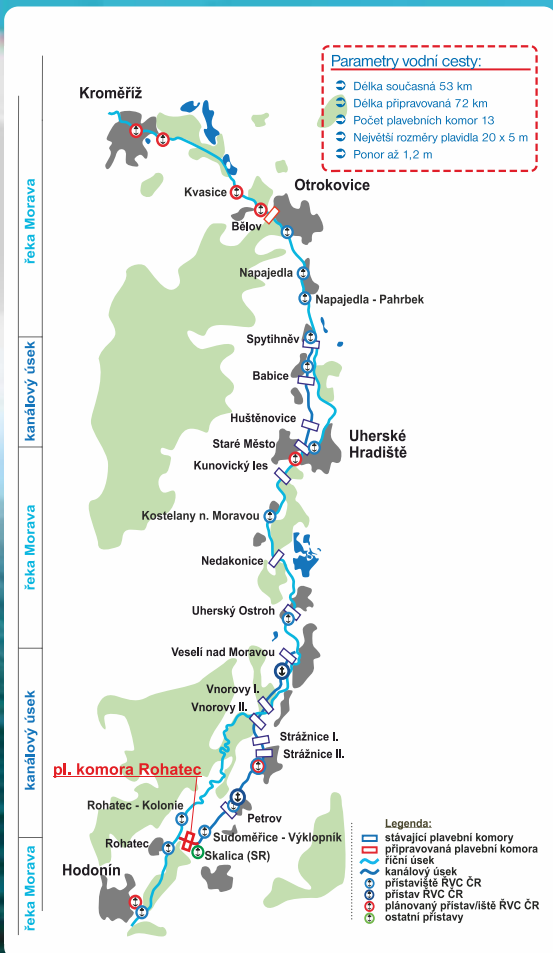 Parametry vodní cesty:
Délka současná 53 km
Délka připravovaná 72 km
Počet plavebních komor 13
Největší rozměry plavidla 20 x 5 m
Ponor až 1,2 m
řeka Morava
kanálový úsek
řeka Morava
kanálový úsek
řeka Morava
Kroměříž
Kvasice
Otrokovice
Bělov
Napajedla
Napajedla - Pahrbek
Spytihněv
Babice
Huštěnovice
Staré Město
Uherské
Hradiště
Kunovický les
Kostelany n. Moravou
Nedakonice
Uherský Ostroh
Veselí nad Moravou
Vnorovy I.
Vnorovy II.
Strážnice I.
Strážnice II.
pl. komora Rohatec
Rohatec - Kolonie
Petrov
Sudoměřice - Výklopník
Rohatec
Skalica (SR)
Hodonín
Legenda:
stávající plavební komory
připravovaná plavební komora
říční úsek
kanálový úsek
přístaviště ŘVC ČR
přístav ŘVC ČR
plánovaný přístav/iště ŘVC ČR
ostatní přístavy